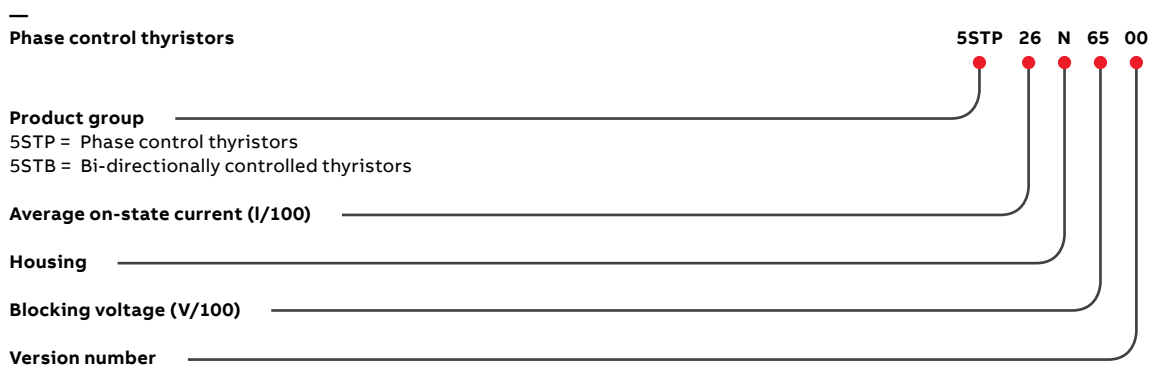 —
Phase control thyristors 5STP 26 N 65 00
Product group
5STP = Phase control thyristors
5STB = Bi-directionally controlled thyristors
Average on-state current (l/100)
Housing
Blocking voltage (V/100)
Version number